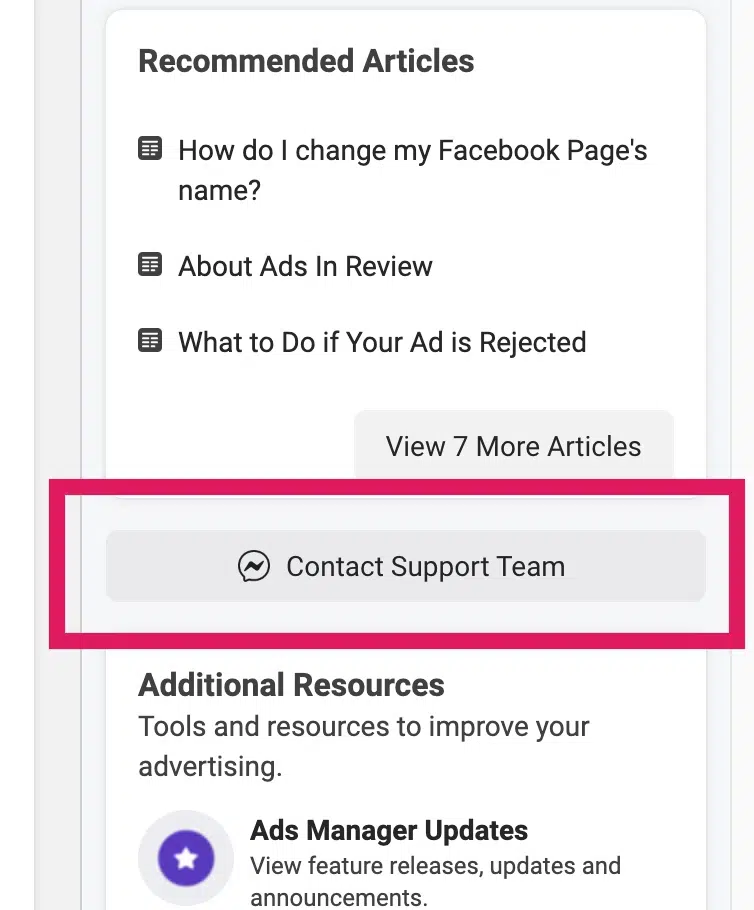 Recommended Articles
How do I change my Facebook Page's
name?
About Ads In Review
What to Do if Your Ad is Rejected
View 7 More Articles
Contact Support Team
Additional Resources
Tools and resources to improve your
advertising.
Ads Manager Updates
View feature releases, updates and
announcements.